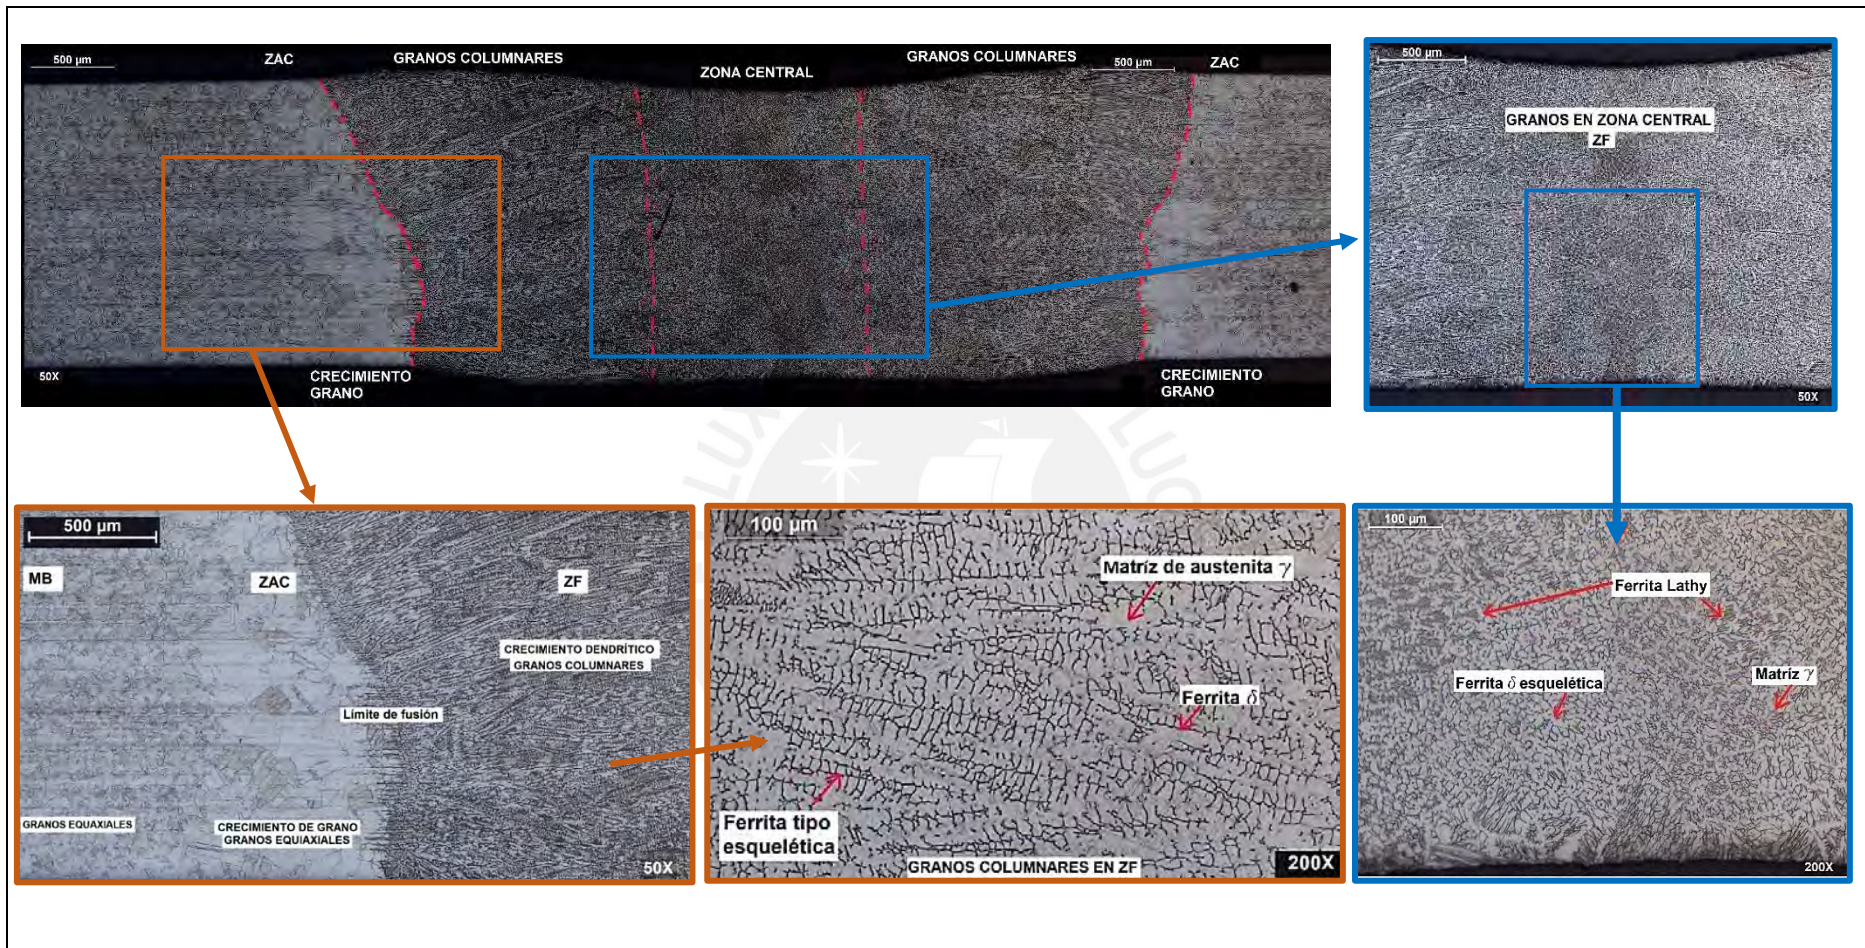 500 µm
ZAC
GRANOS COLUMNARES
ZONA CENTRAL
GRANOS COLUMNARES
500 µm
ZAC
50X
CRECIMIENTO
GRANO
CRECIMIENTO
GRANO
500 µm
GRANOS EN ZONA CENTRAL
ZF
50X
LUX
LUC
500 µm
MB
ZAC
ZF
CRECIMIENTO DENDRÍTICO
GRANOS COLUMNARES
Límite de fusión
GRANOS EQUAXIALES
CRECIMIENTO DE GRANO
GRANOS EQUIAXIALES
50X
100 µm
Matríz de austenita γ
Ferrita δ
Ferrita tipo
esquelética
GRANOS COLUMNARES EN ZF
200X
100 µm
Ferrita Lathy
Ferrita δ esquelética
Matríz γ
200X